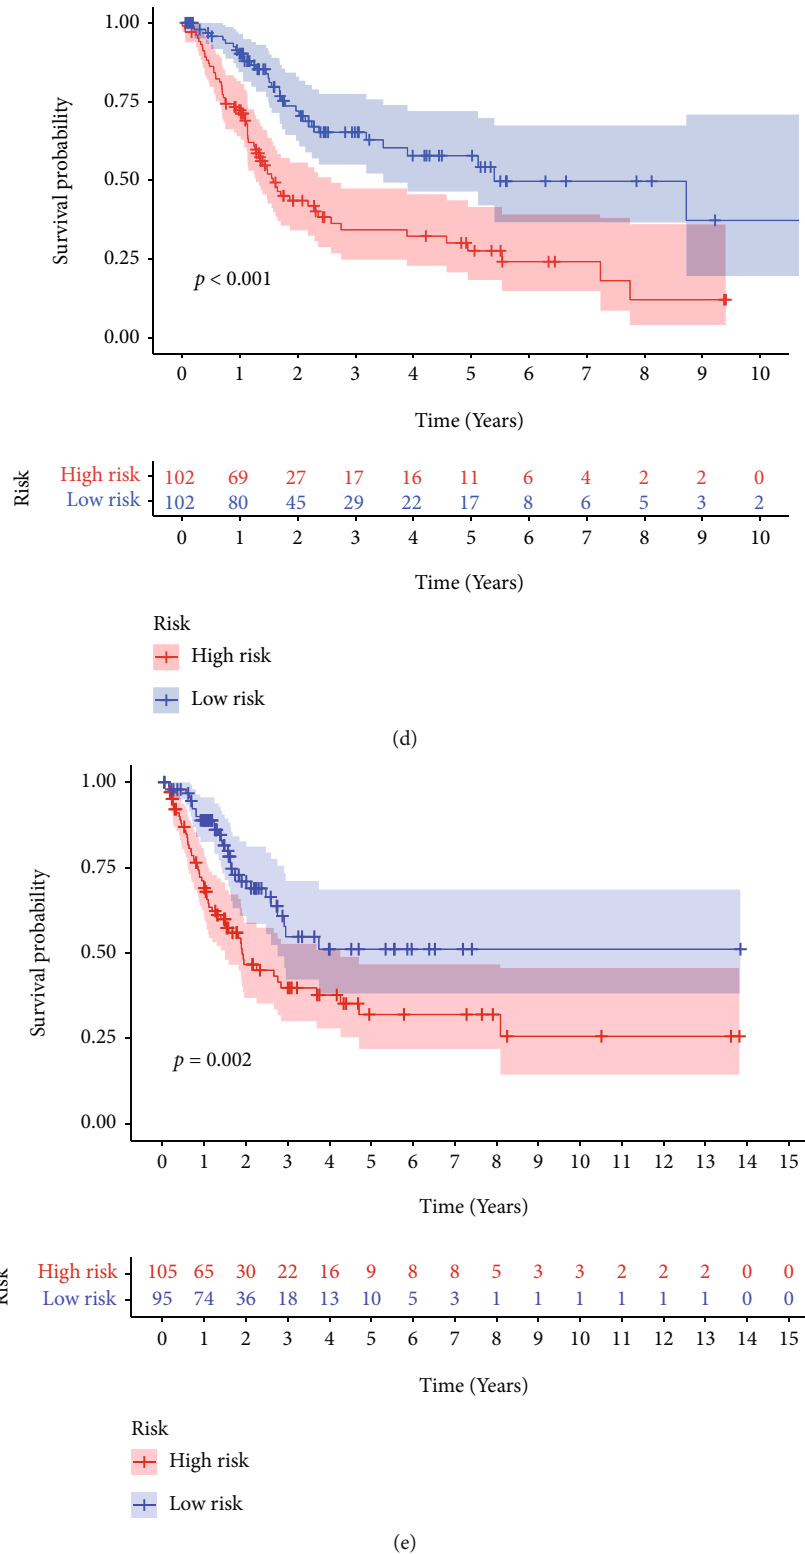 1.00
0.75
0.50
0.25
0.00
Survival probability
p < 0.001
0 1 2 3 4 5 6 7 8 9 10
Time (Years)
Risk
High risk 102 69 27 17 16 11 6 4 2 2 0
Low risk 102 80 45 29 22 17 8 6 5 3 2
0 1 2 3 4 5 6 7 8 9 10
Time (Years)
Risk
High risk
Low risk
(d)
1.00
0.75
0.50
0.25
0.00
Survival probability
p = 0.002
0 1 2 3 4 5 6 7 8 9 10 11 12 13 14 15
Time (Years)
Risk
High risk 105 65 30 22 16 9 8 8 5 3 3 2 2 2 0 0
Low risk 95 74 36 18 13 10 5 3 1 1 1 1 1 1 0 0
0 1 2 3 4 5 6 7 8 9 10 11 12 13 14 15
Time (Years)
Risk
High risk
Low risk
(e)